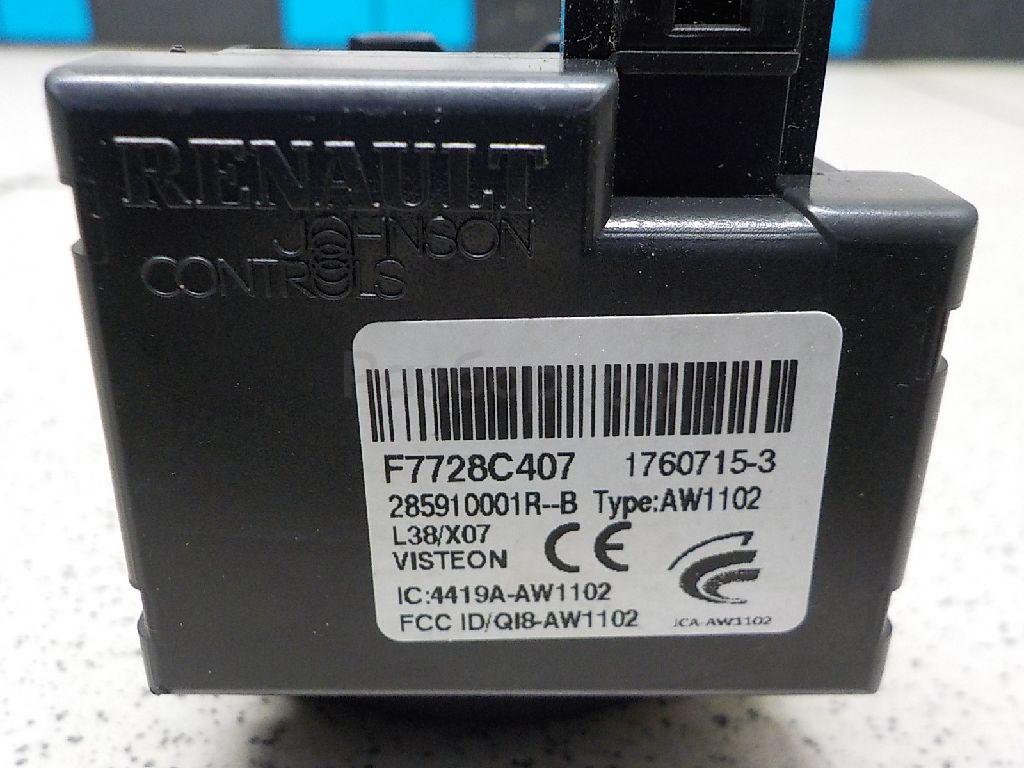 RENAULT
JOHNSON
CONTROLS
F7728C407 1760715-3
285910001R--B Type:AW1102
L38/X07
VISTEON CE
IC:4419A-AW1102
FCC ID/QI8-AW1102 JCA-AW1102